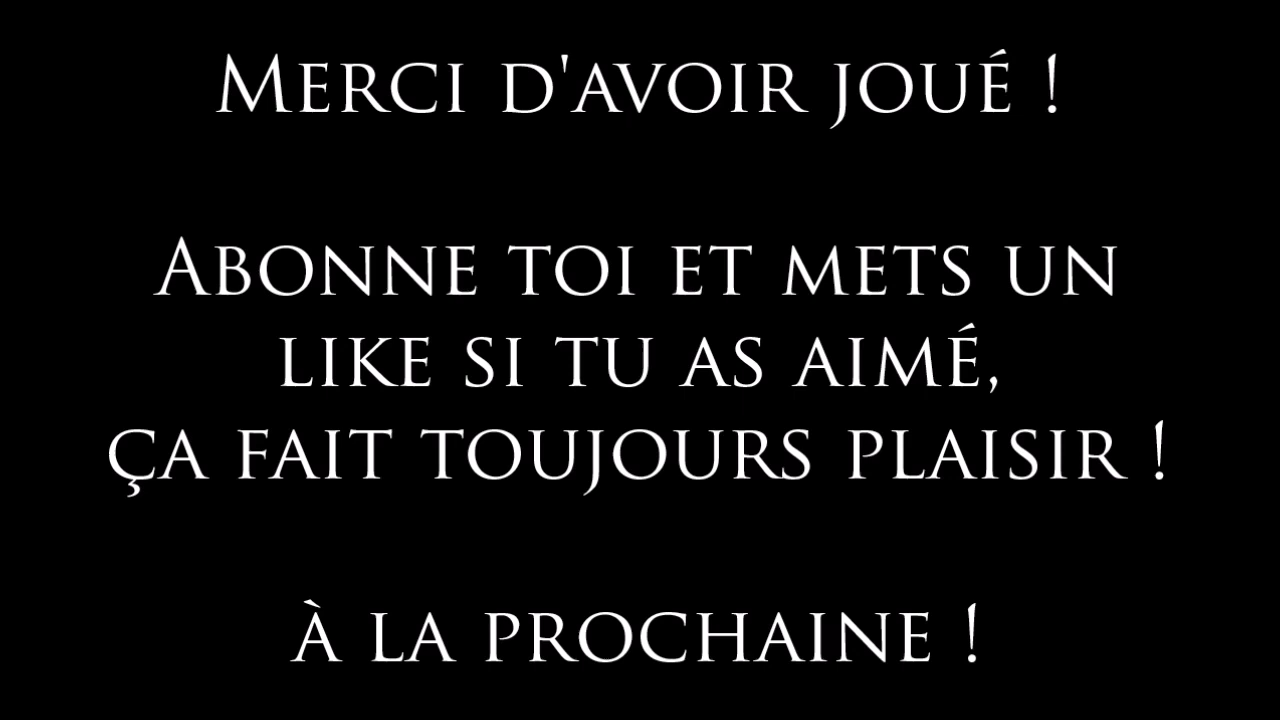 Merci d'avoir joué !
Abonne toi et mets un
like si tu as aimé,
ça fait toujours plaisir !
à la prochaine !